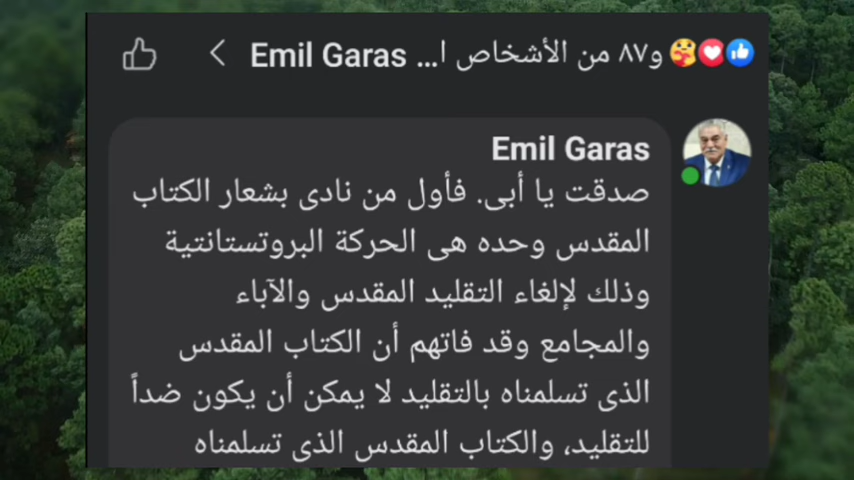 و٨٧ من الأشخاص ا... Emil Garas
Emil Garas
صدقت يا أبى. فأول من نادى بشعار الكتاب
المقدس وحده هى الحركة البروتستانتية
وذلك لإلغاء التقليد المقدس والآباء
والمجامع وقد فاتهم أن الكتاب المقدس
الذى تسلمناه بالتقليد لا يمكن أن يكون ضداً
للتقليد، والكتاب المقدس الذى تسلمناه